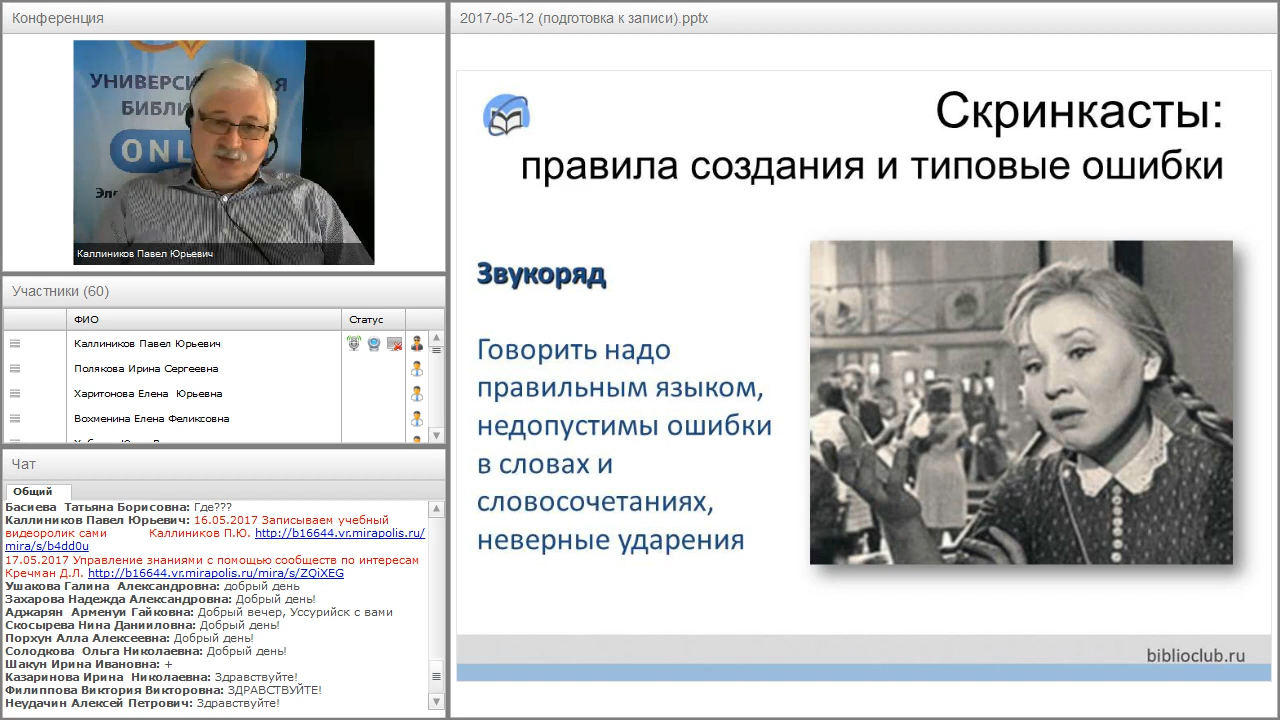 Конференция
УНИВЕРСИ
БИБЛИ
ONL
Каллиников Павел Юрьевич
Участники (60)
ФИО Статус
Каллиников Павел Юрьевич
Полякова Ирина Сергеевна
Харитонова Елена Юрьевна
Вохменина Елена Феликсовна
Чат
Общий
Басиева Татьяна Борисовна: Где???
Каллиников Павел Юрьевич: 16.05.2017 Записываем учебный
видеоролик сами Каллиников П.Ю. http://b16644.vr.mirapolis.ru/
mira/s/b4dd0u
17.05.2017 Управление знаниями с помощью сообществ по интересам
Кречман Д.Л. http://b16644.vr.mirapolis.ru/mira/s/ZQiXEG
Ушакова Галина Александровна: добрый день
Захарова Надежда Александровна: Добрый день!
Аджарян Арменуи Гайковна: Добрый вечер, Уссурийск с вами
Скосырева Нина Данииловна: Добрый день!
Порхун Алла Алексеевна: Добрый день!
Солодкова Ольга Николаевна: Добрый день!
Шакун Ирина Ивановна: +
Казаринова Ирина Николаевна: Здравствуйте!
Филиппова Виктория Викторовна: ЗДРАВСТВУЙТЕ!
Неудачин Алексей Петрович: Здравствуйте!
2017-05-12 (подготовка к записи).pptx
Скринкасты:
правила создания и типовые ошибки
Звукоряд
Говорить надо
правильным языком,
недопустимы ошибки
в словах и
словосочетаниях,
неверные ударения
biblioclub.ru